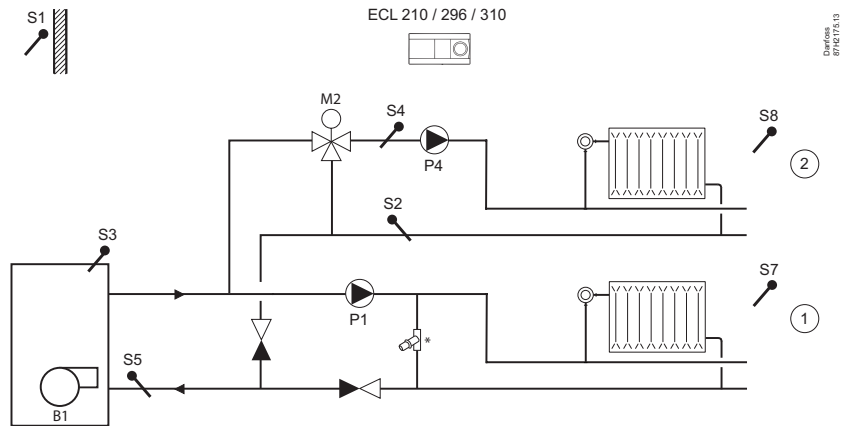 S1
ECL 210 / 296 / 310
Danfoss
87H2175.13
M2
S4
P4
S8
2
S2
S3
S7
P1
*
1
S5
B1